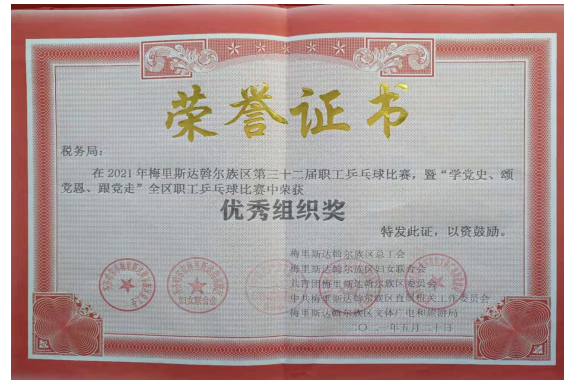 荣誉证书
税务局：
在2021年梅里斯达斡尔族区第三十二届职工乒乓球比赛，暨“学党史、颂
党恩、跟党走”全区职工乒乓球比赛中荣获
优秀组织奖
特发此证，以资鼓励。
梅里斯达斡尔族区总工会
梅里斯达斡尔族区妇女联合会
共青团梅里斯达斡尔族区委员会
中共梅里斯达斡尔族区直属机关工作委员会
梅里斯达斡尔族区文体广电和旅游局
二〇二一年五月二十日
妇女联合会